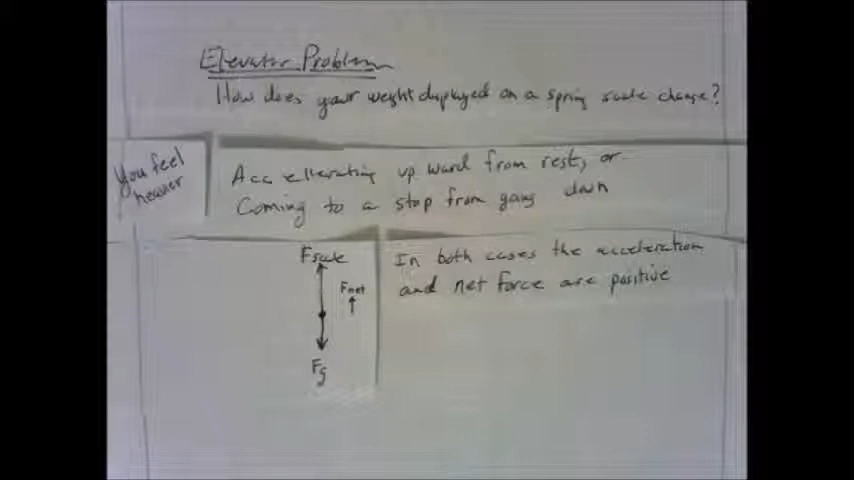 Elevator Problem
How does your weight displayed on a spring scale change?
You feel
heavier
Accellerating upward from rest, or
Coming to a stop from going down
Fscale
Fnet
Fg
In both cases the acceleration
and net force are positive